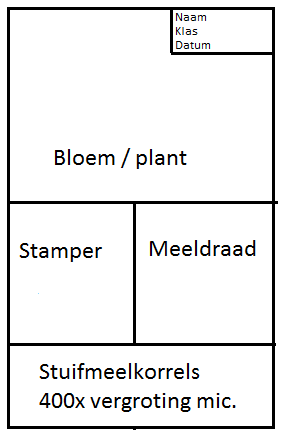 Naam
Klas
Datum
Bloem / plant
Stamper
Meeldraad
Stuifmeelkorrels
400x vergroting mic.